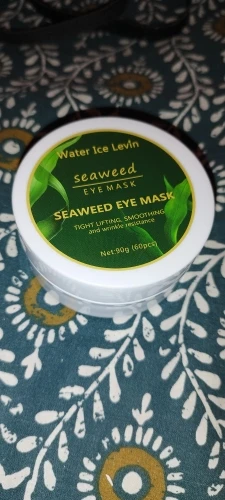 Water Ice Levin
seaweed
EYE MASK
SEAWEED EYE MASK
TIGHT LIFTING, SMOOTHING
and wrinkle resistance
Net:90g (60pcs)